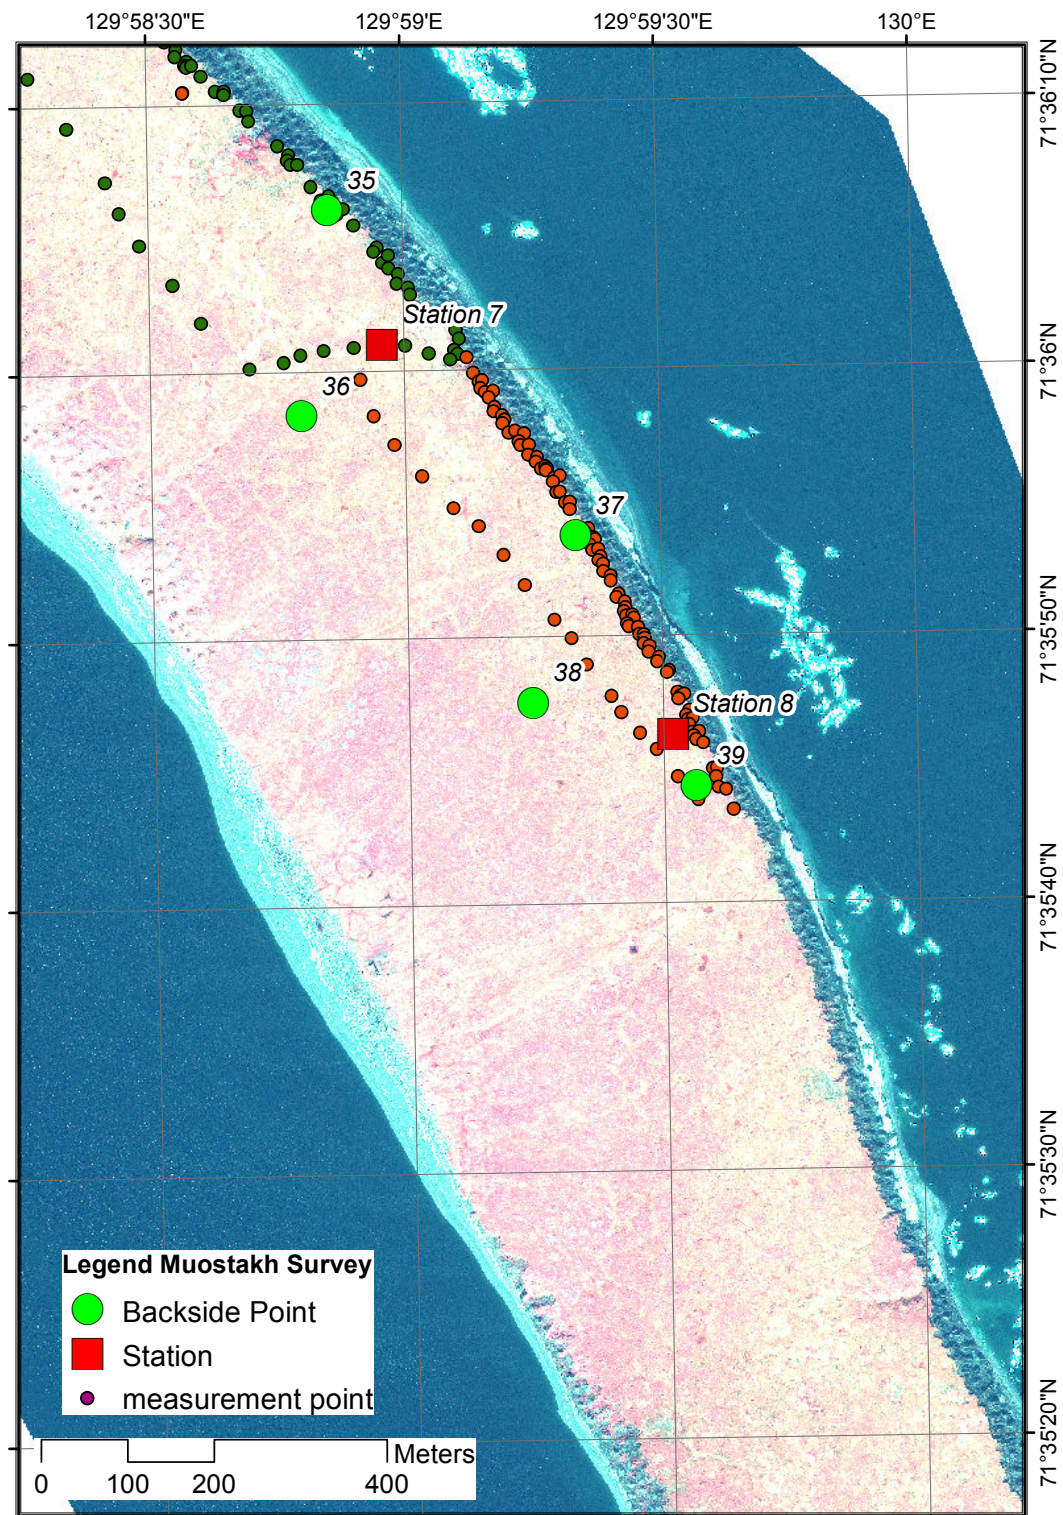 129°58'30"E 129°59'E 129°59'30"E 130°E
71°36'10"N
35
Station 7
71°36'N
36
37
71°35'50"N
38
Station 8
39
71°35'40"N
71°35'30"N
Legend Muostakh Survey
Backside Point
Station
measurement point
71°35'20"N
Meters
0 100 200 400